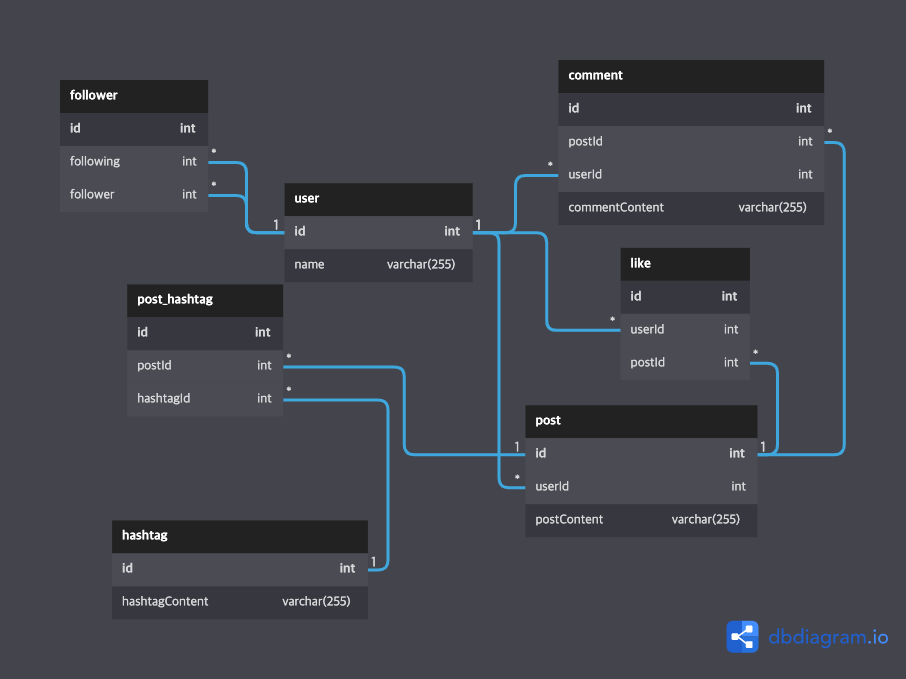 follower
id int
following int
*
follower int
*
user
1 id int 1
name varchar(255)
comment
id int
postId int
*
userId int
*
commentContent varchar(255)
like
id int
userId int
*
postId int
*
post_hashtag
id int
postId int
*
hashtagId int
*
post
1 id int 1
userId int
*
postContent varchar(255)
hashtag
id int 1
hashtagContent varchar(255)
dbdiagram.io